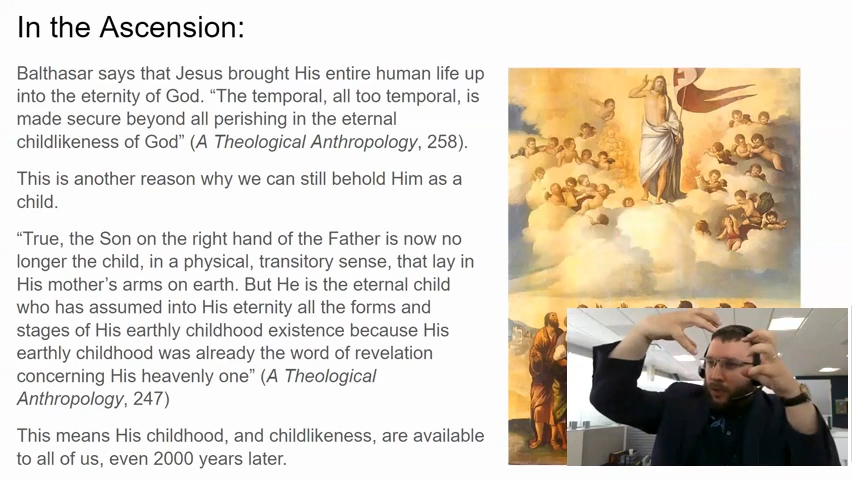 In the Ascension:
Balthasar says that Jesus brought His entire human life up
into the eternity of God. “The temporal, all too temporal, is
made secure beyond all perishing in the eternal
childlikeness of God” (A Theological Anthropology, 258).
This is another reason why we can still behold Him as a
child.
“True, the Son on the right hand of the Father is now no
longer the child, in a physical, transitory sense, that lay in
His mother’s arms on earth. But He is the eternal child
who has assumed into His eternity all the forms and
stages of His earthly childhood existence because His
earthly childhood was already the word of revelation
concerning His heavenly one” (A Theological
Anthropology, 247)
This means His childhood, and childlikeness, are available
to all of us, even 2000 years later.